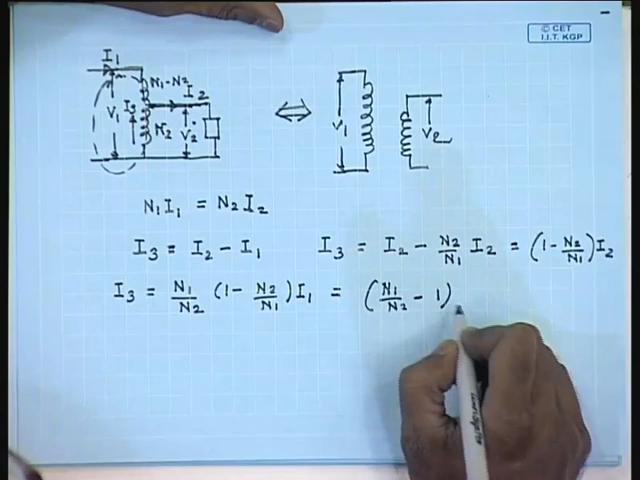 © CET
I.I.T. KGP
I₁
N₁-N₂
I₂
V₁ I₃ N₂ V₂
V₁ V₂
N₁I₁ = N₂I₂
I₃ = I₂ - I₁ I₃ = I₂ - N₂/N₁ I₂ = (1 - N₂/N₁)I₂
I₃ = N₁/N₂ (1 - N₂/N₁)I₁ = (N₁/N₂ - 1)